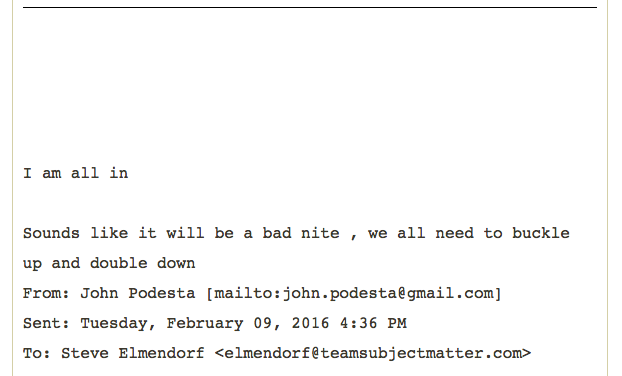 I am all in
Sounds like it will be a bad nite , we all need to buckle
up and double down
From: John Podesta [mailto:john.podesta@gmail.com]
Sent: Tuesday, February 09, 2016 4:36 PM
To: Steve Elmendorf <elmendorf@teamsubjectmatter.com>